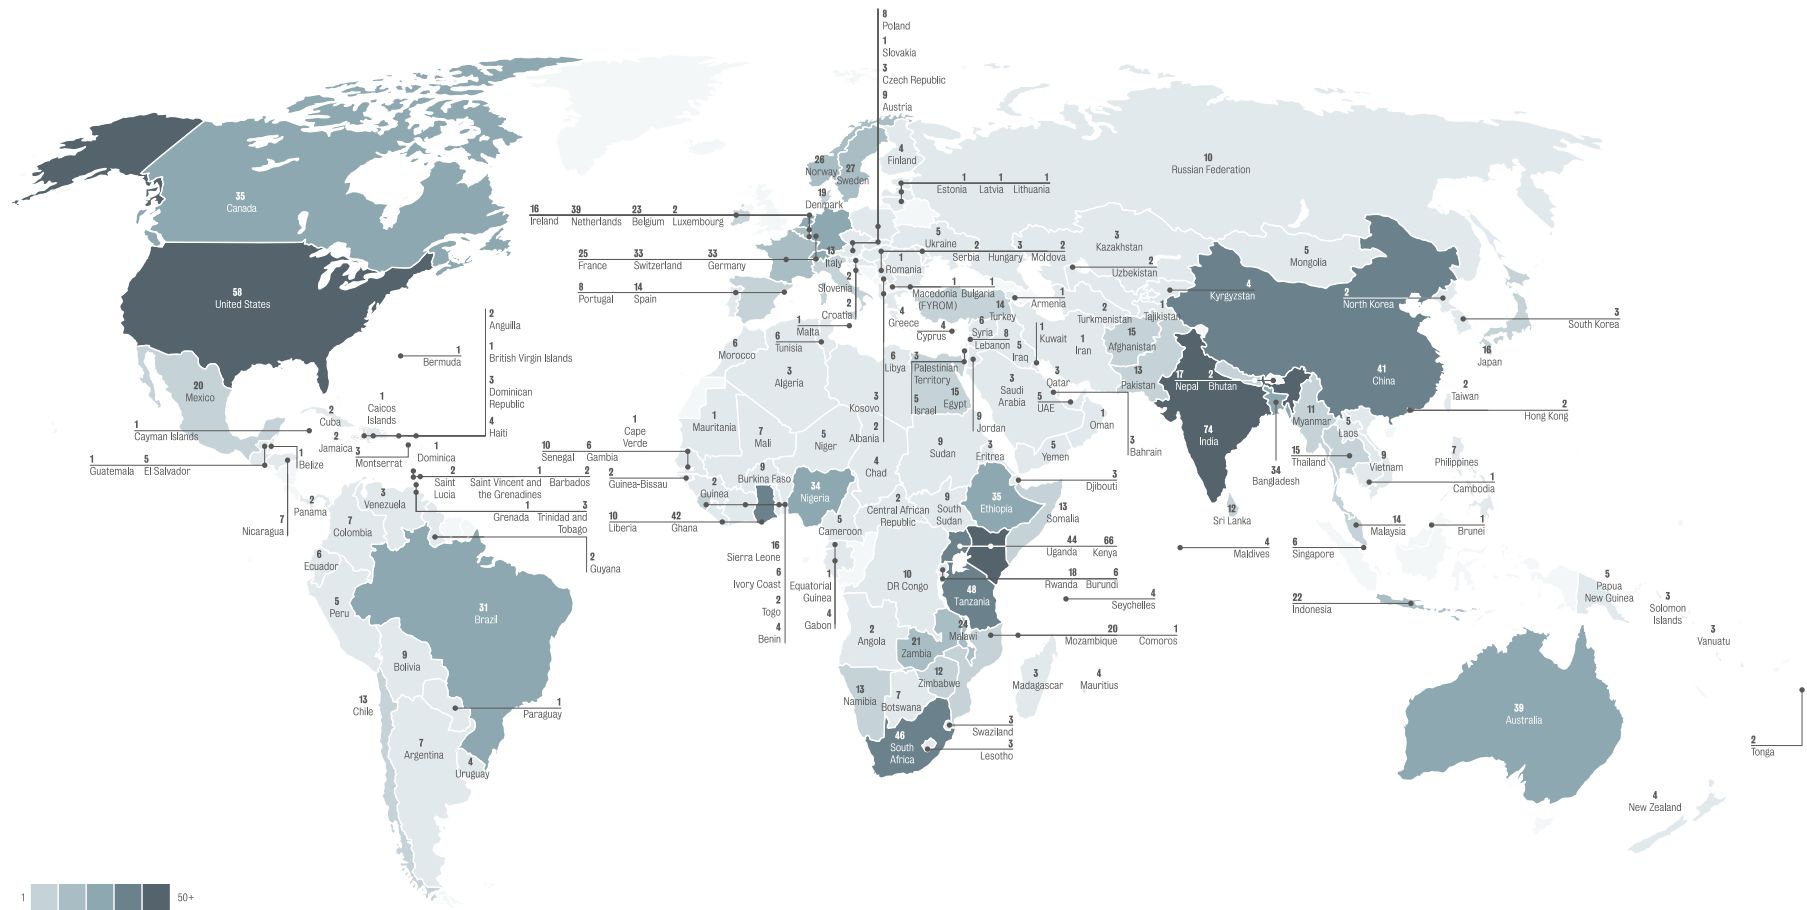 8
Poland
1
Slovakia
3
Czech Republic
9
Austria
26
Norway
27
Sweden
4
Finland
10
Russian Federation
35
Canada
19
Denmark
1 1 1
Estonia Latvia Lithuania
16 39 23 2
Ireland Netherlands Belgium Luxembourg
5
Ukraine
2 3 2
Serbia Hungary Moldova
3
Kazakhstan
5
Mongolia
25 33 33
France Switzerland Germany
13
Italy
1
Romania
2
Uzbekistan
58
United States
8 14
Portugal Spain
2
Slovenia
2
Croatia
1 1
Macedonia Bulgaria
(FYROM)
14
Turkey
1
Armenia
2
Turkmenistan
1
Tajikistan
4
Kyrgyzstan
2
North Korea
3
South Korea
16
Japan
2
Anguilla
1
British Virgin Islands
3
Dominican
Republic
4
Haiti
1
Bermuda
1
Malta
6
Tunisia
6
Morocco
4
Greece
4
Cyprus
6
Syria
8
Lebanon
5
Iraq
1
Kuwait
1
Iran
15
Afghanistan
13
Pakistan
17 2
Nepal Bhutan
41
China
2
Taiwan
2
Hong Kong
20
Mexico
1
Caicos
Islands
2
Cuba
1
Cayman Islands
2
Jamaica
3
Montserrat
1
Dominica
1
Belize
1 5
Guatemala El Salvador
3
Algeria
6
Libya
3
Palestinian
Territory
5
Israel
15
Egypt
3
Saudi
Arabia
3
Qatar
5
UAE
1
Oman
3
Bahrain
9
Jordan
3
Kosovo
2
Albania
1
Cape
Verde
1
Mauritania
7
Mali
5
Niger
4
Chad
9
Sudan
3
Eritrea
5
Yemen
3
Djibouti
74
India
34
Bangladesh
11
Myanmar
5
Laos
15
Thailand
9
Vietnam
7
Philippines
1
Cambodia
10 6
Senegal Gambia
2
Guinea-Bissau
2
Guinea
9
Burkina Faso
34
Nigeria
10 42
Liberia Ghana
2 1 2
Saint
Lucia
Saint Vincent and
the Grenadines
Barbados
1 3
Grenada Trinidad and
Tobago
2
Guyana
7
Nicaragua
2
Panama
3
Venezuela
7
Colombia
6
Ecuador
5
Peru
31
Brazil
9
Bolivia
13
Chile
1
Paraguay
7
Argentina
4
Uruguay
16
Sierra Leone
6
Ivory Coast
2
Togo
4
Benin
5
Cameroon
1
Equatorial
Guinea
4
Gabon
2
Central African
Republic
9
South
Sudan
35
Ethiopia
13
Somalia
44 66
Uganda Kenya
10
DR Congo
18 6
Rwanda Burundi
48
Tanzania
4
Seychelles
12
Sri Lanka
4
Maldives
14
Malaysia
6
Singapore
1
Brunei
22
Indonesia
5
Papua
New Guinea
3
Solomon
Islands
3
Vanuatu
2
Angola
21
Zambia
24
Malawi
20 1
Mozambique Comoros
12
Zimbabwe
13
Namibia
7
Botswana
3
Madagascar
4
Mauritius
46
South
Africa
3
Swaziland
3
Lesotho
39
Australia
2
Tonga
4
New Zealand
1 50+